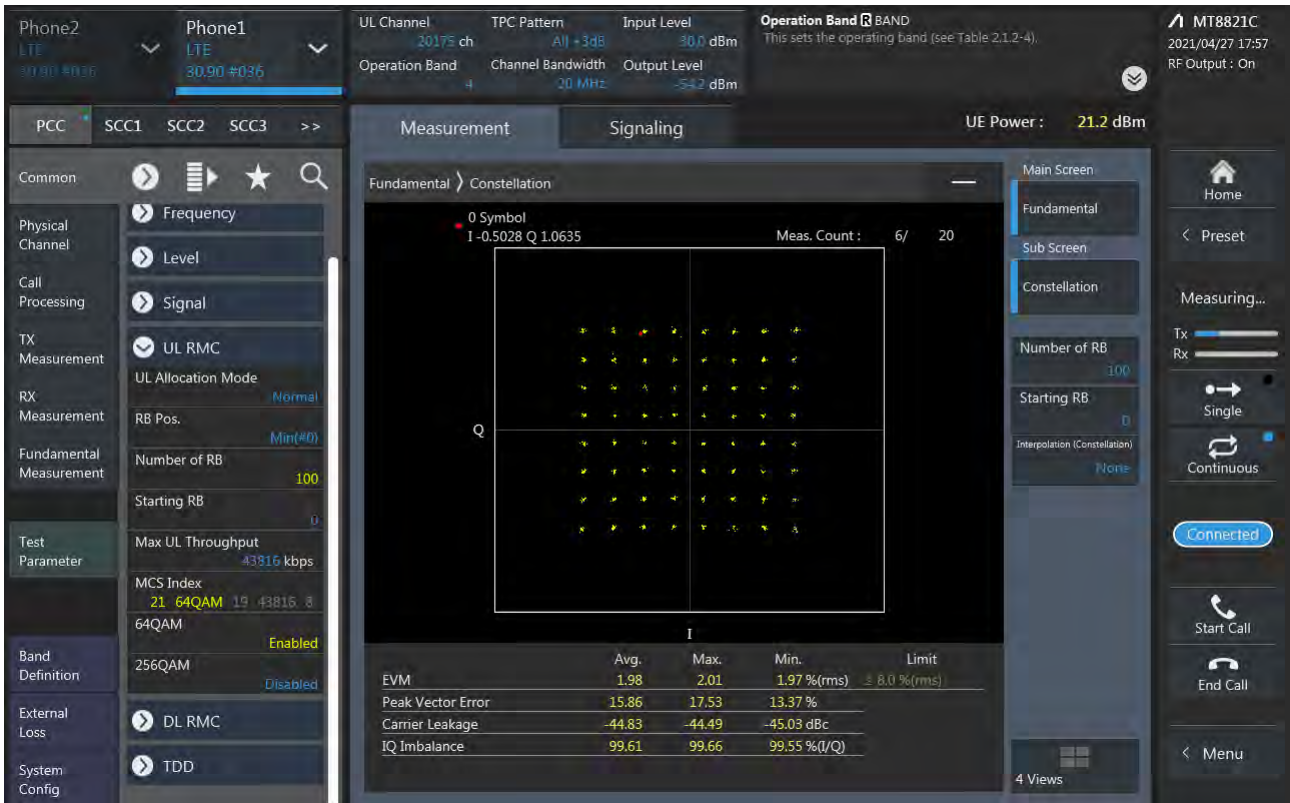 Phone2
LTE
30.90 #036
Phone1
LTE
30.90 #036
UL Channel
20175 ch
TPC Pattern
All +3dB
Input Level
30.0 dBm
Operation Band
4
Channel Bandwidth
20 MHz
Output Level
-54.2 dBm
Operation Band R BAND
This sets the operating band (see Table 2.1.2-4).
MT8821C
2021/04/27 17:57
RF Output : On
PCC
SCC1
SCC2
SCC3
>>
Measurement
Signaling
UE Power : 21.2 dBm
Common
Physical
Channel
Call
Processing
TX
Measurement
RX
Measurement
Fundamental
Measurement
Test
Parameter
Band
Definition
External
Loss
System
Config
Frequency
Level
Signal
UL RMC
UL Allocation Mode
Normal
RB Pos.
Min(#0)
Number of RB
100
Starting RB
0
Max UL Throughput
43816 kbps
MCS Index
21 64QAM 19 43816 8
64QAM
Enabled
256QAM
Disabled
DL RMC
TDD
Fundamental 〉 Constellation
0 Symbol
I -0.5028 Q 1.0635
Meas. Count : 6/ 20
Q
I
Avg. Max. Min. Limit
EVM 1.98 2.01 1.97 %(rms) ≤ 8.0 %(rms)
Peak Vector Error 15.86 17.53 13.37 %
Carrier Leakage -44.83 -44.49 -45.03 dBc
IQ Imbalance 99.61 99.66 99.55 %(I/Q)
Main Screen
Fundamental
Sub Screen
Constellation
Number of RB
100
Starting RB
0
Interpolation (Constellation)
None
4 Views
Home
< Preset
Measuring...
Tx
Rx
Single
Continuous
Connected
Start Call
End Call
< Menu